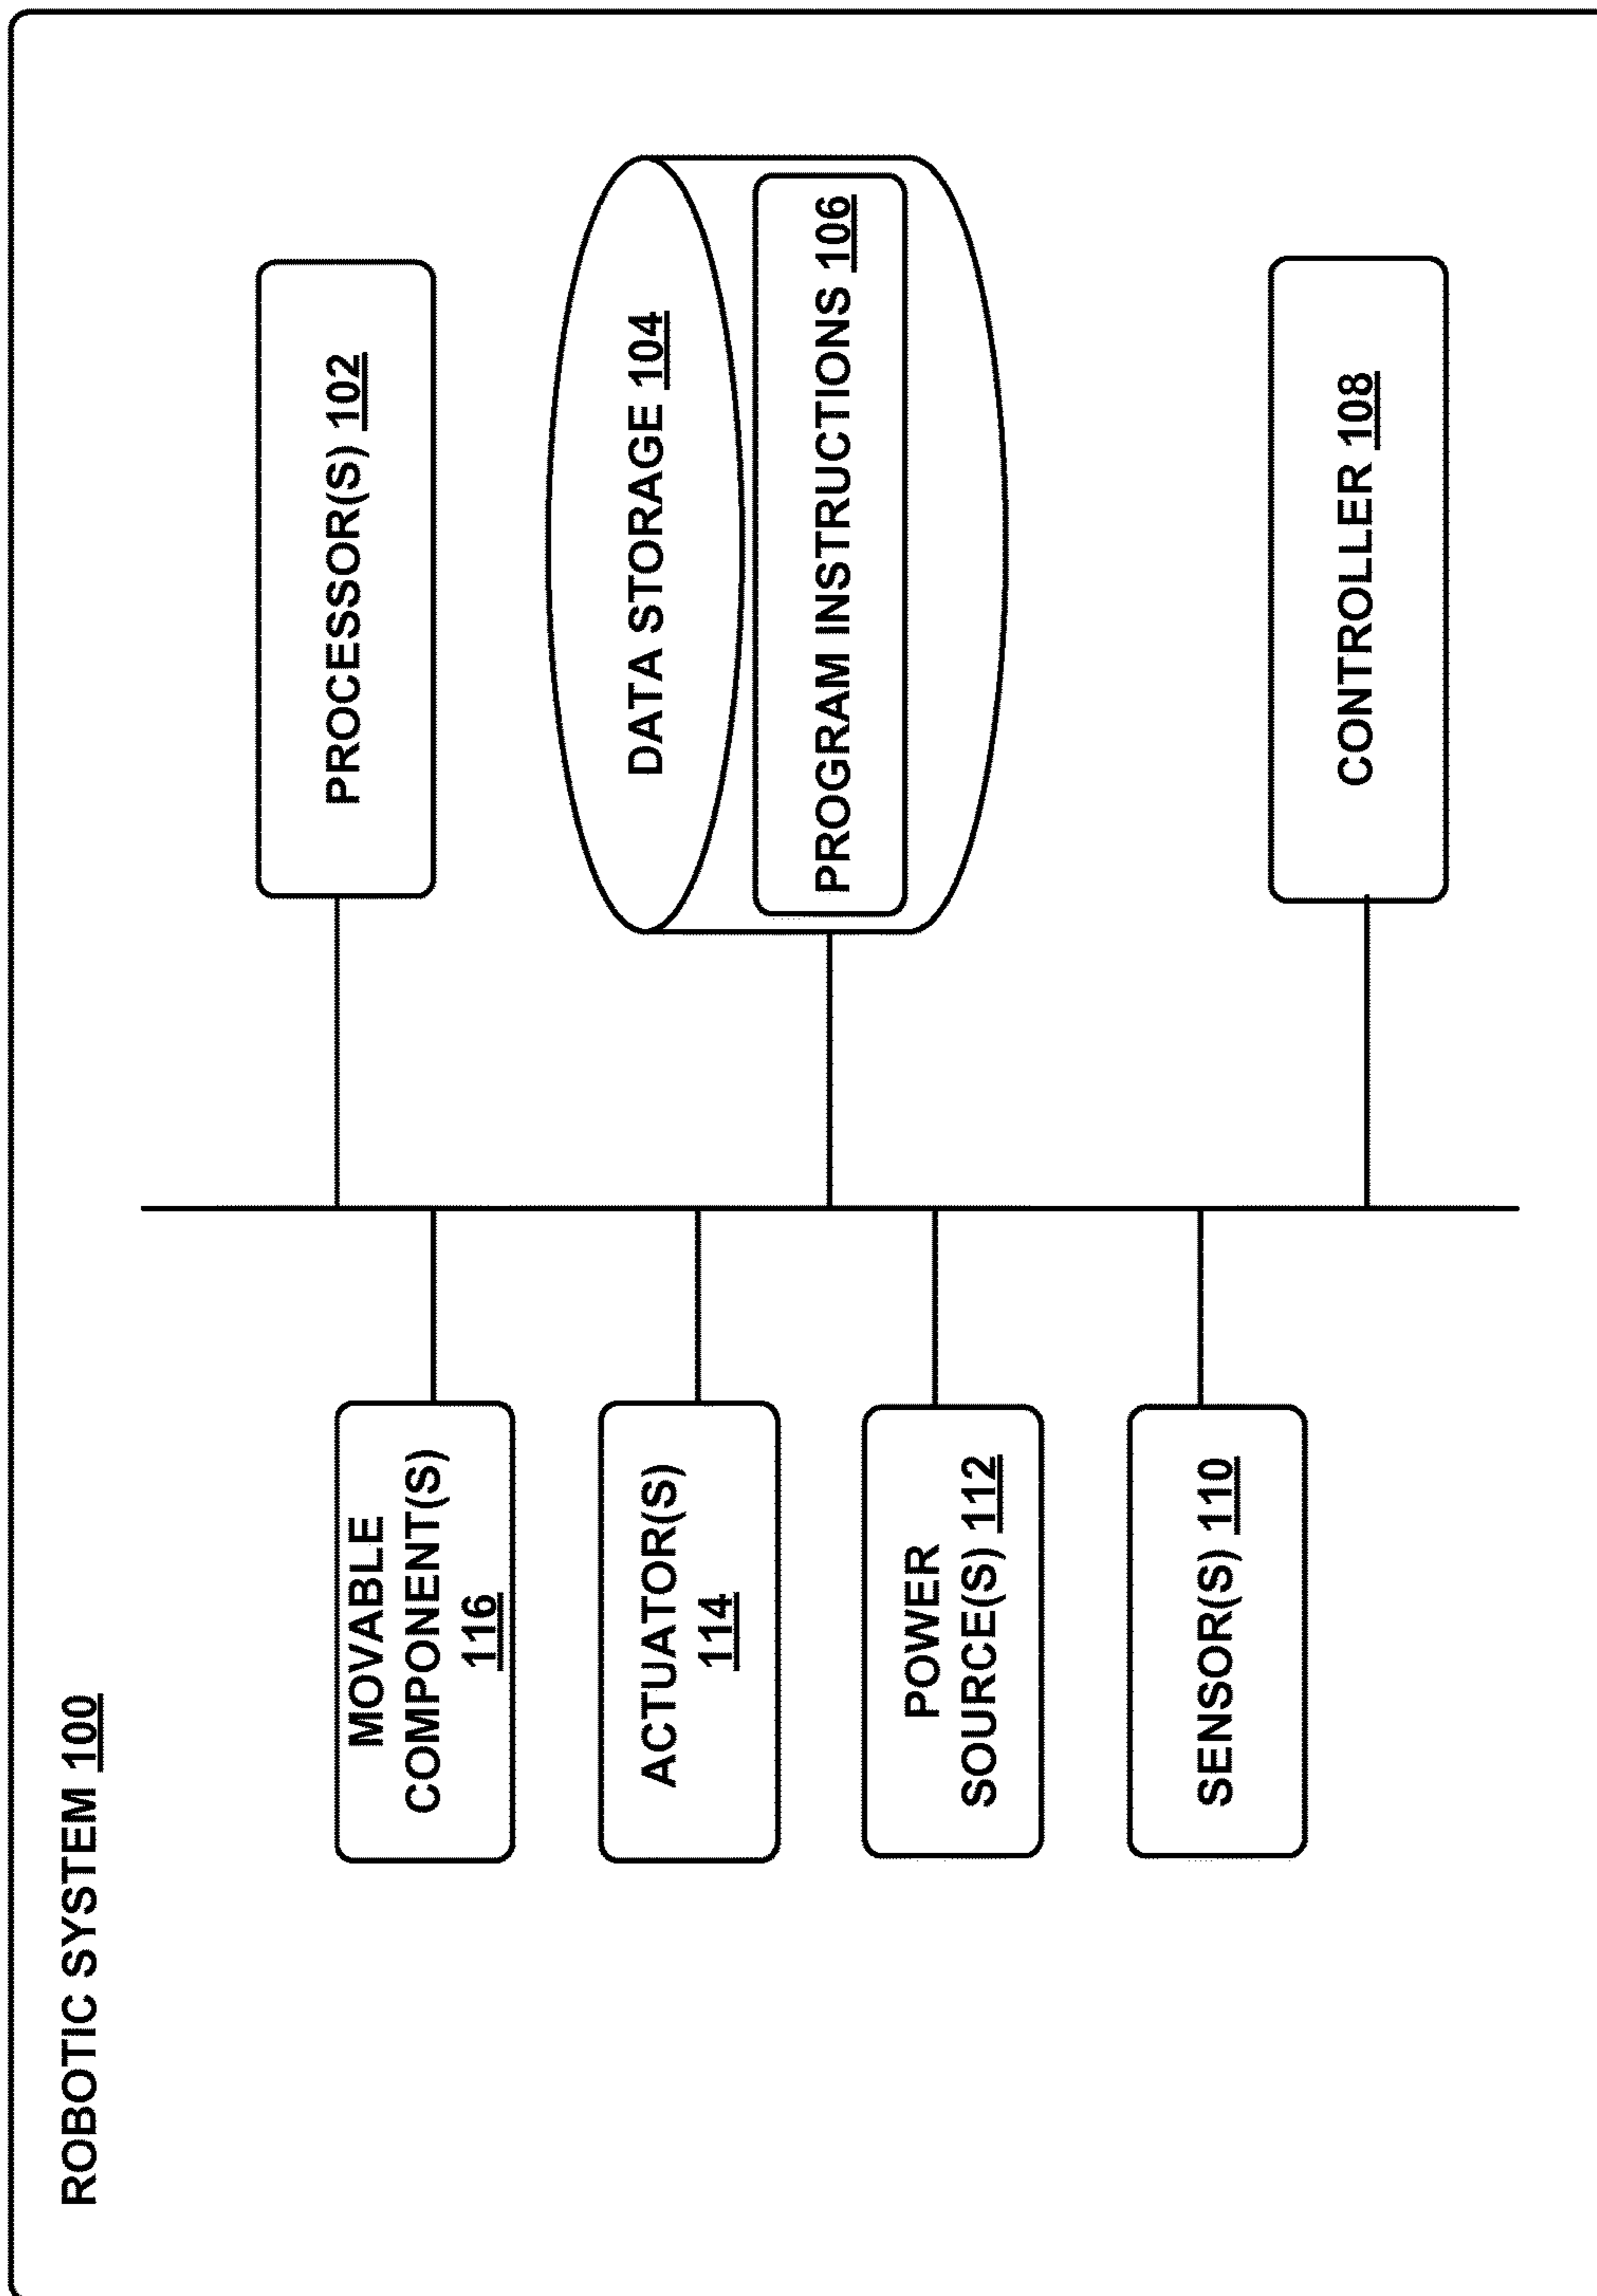 ROBOTIC SYSTEM 100
MOVABLE
COMPONENT(S)
116
ACTUATOR(S)
114
POWER
SOURCE(S) 112
SENSOR(S) 110
PROCESSOR(S) 102
DATA STORAGE 104
PROGRAM INSTRUCTIONS 106
CONTROLLER 108